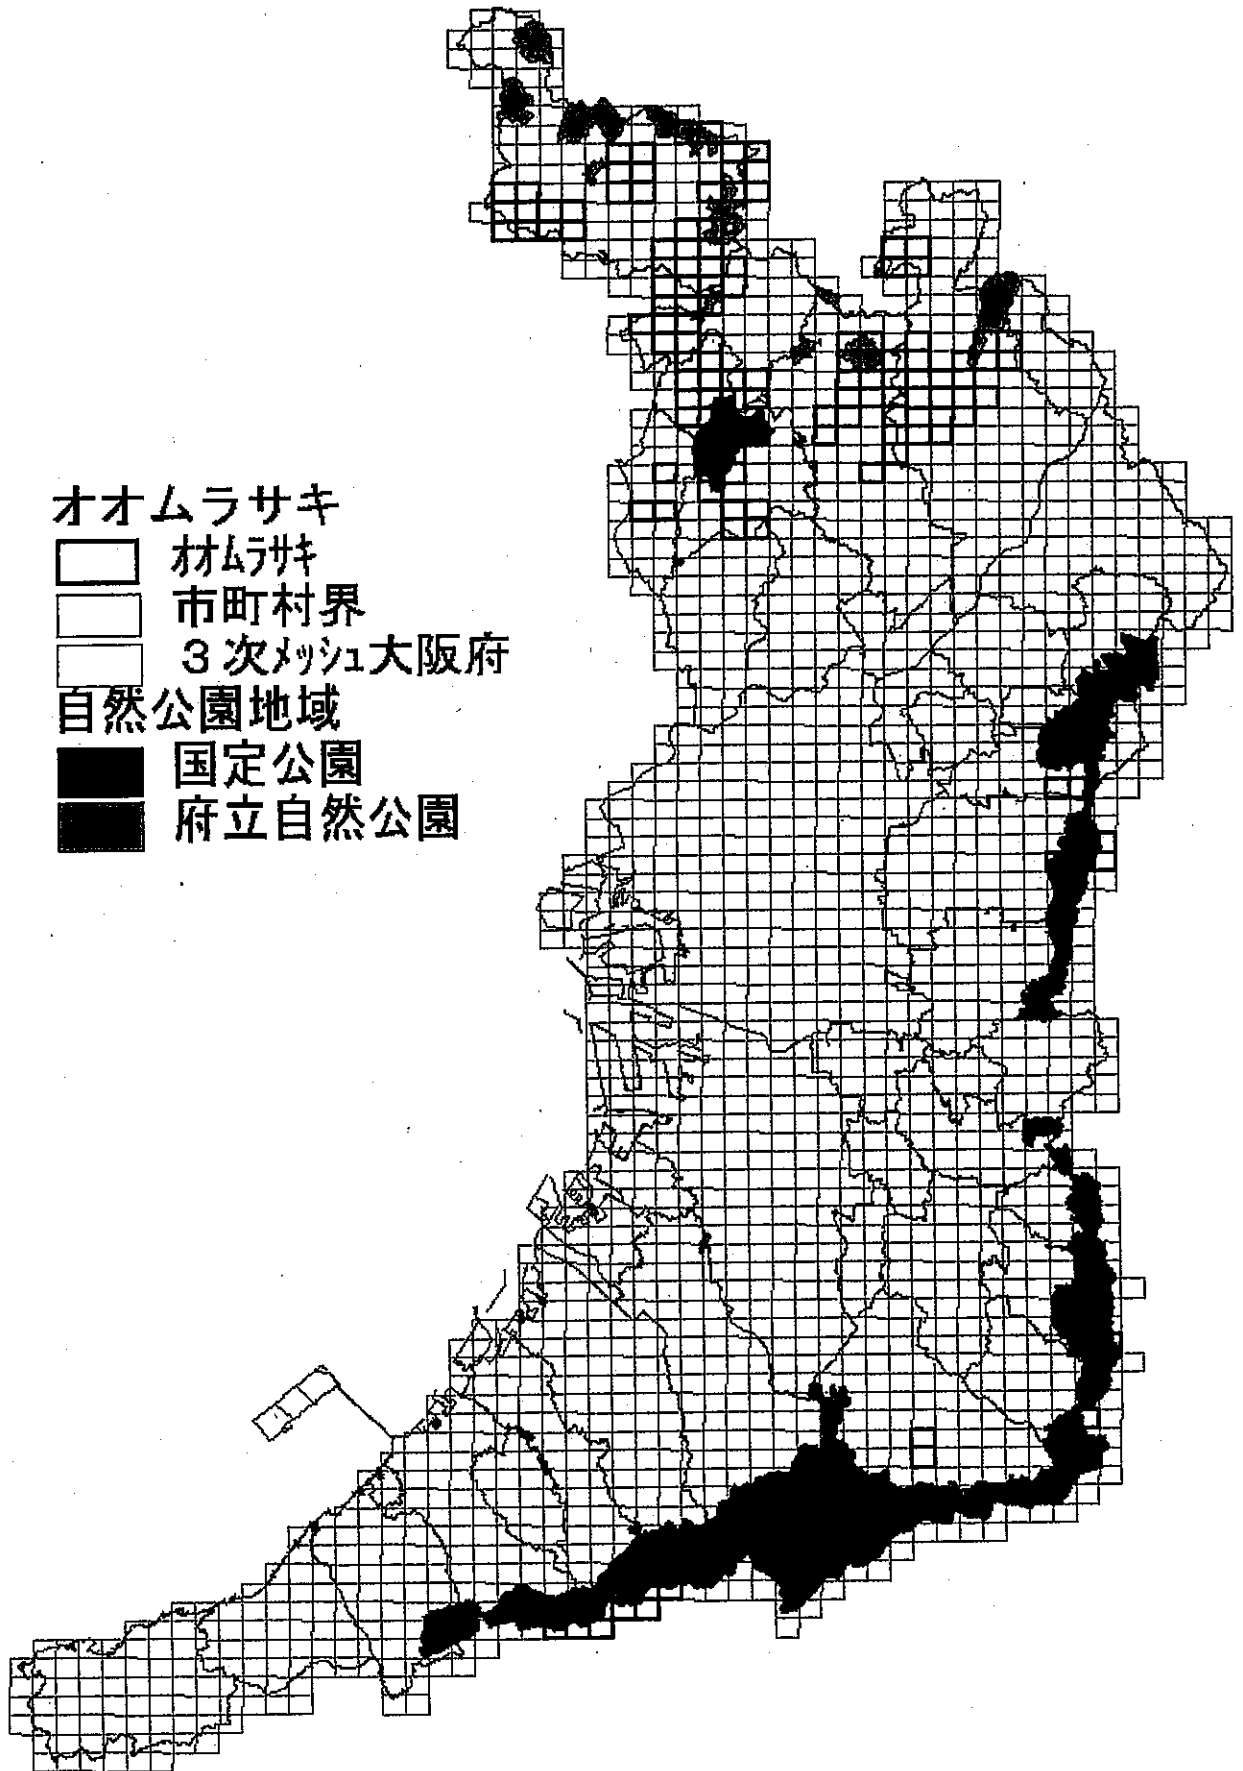 オオムラサキ
オオムラサキ
市町村界
３次メッシュ大阪府
自然公園地域
国定公園
府立自然公園